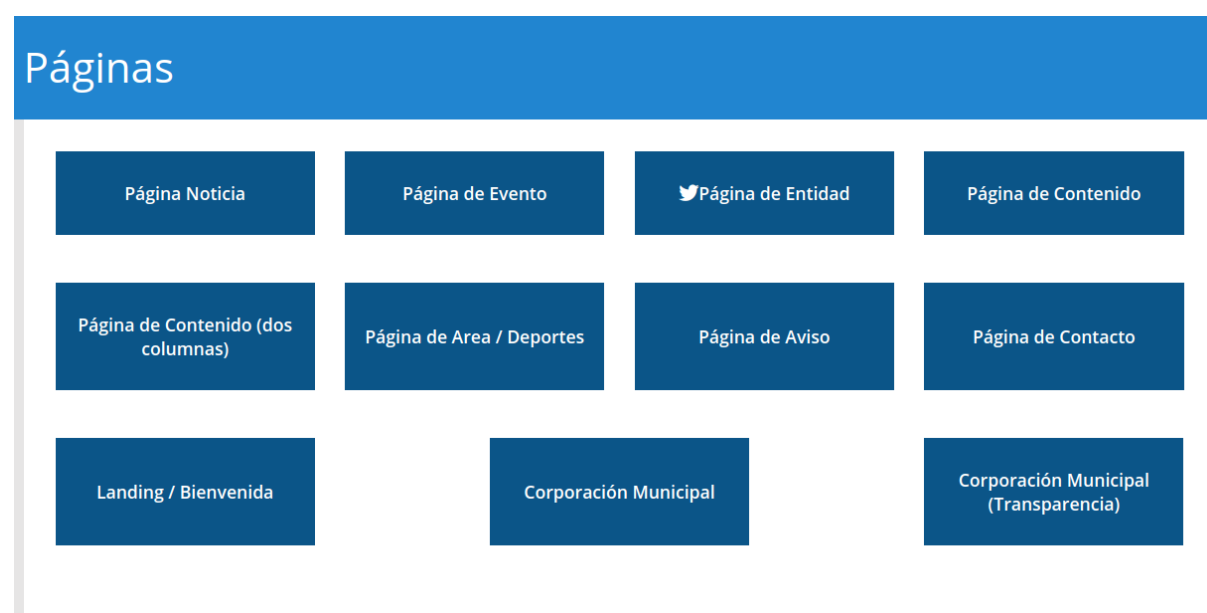 Páginas
Página Noticia
Página de Evento
Página de Entidad
Página de Contenido
Página de Contenido (dos
columnas)
Página de Area / Deportes
Página de Aviso
Página de Contacto
Landing / Bienvenida
Corporación Municipal
Corporación Municipal
(Transparencia)